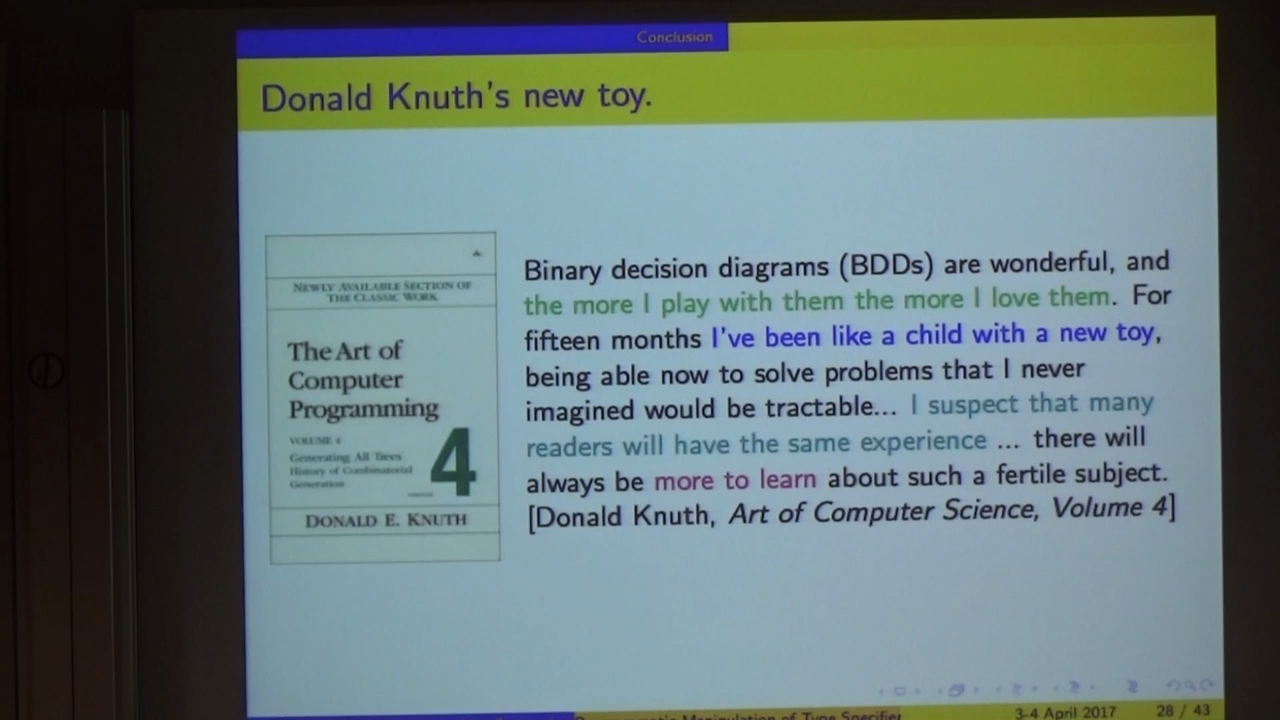 Conclusion
Donald Knuth's new toy.
NEWLY AVAILABLE SECTION OF
THE CLASSIC WORK
The Art of
Computer
Programming
VOLUME 4
Generating All Trees
History of Combinatorial
Generation
4
DONALD E. KNUTH
Binary decision diagrams (BDDs) are wonderful, and
the more I play with them the more I love them. For
fifteen months I've been like a child with a new toy,
being able now to solve problems that I never
imagined would be tractable... I suspect that many
readers will have the same experience ... there will
always be more to learn about such a fertile subject.
[Donald Knuth, Art of Computer Science, Volume 4]
Manipulation of Type Specifier
3-4 April 2017
28 / 43